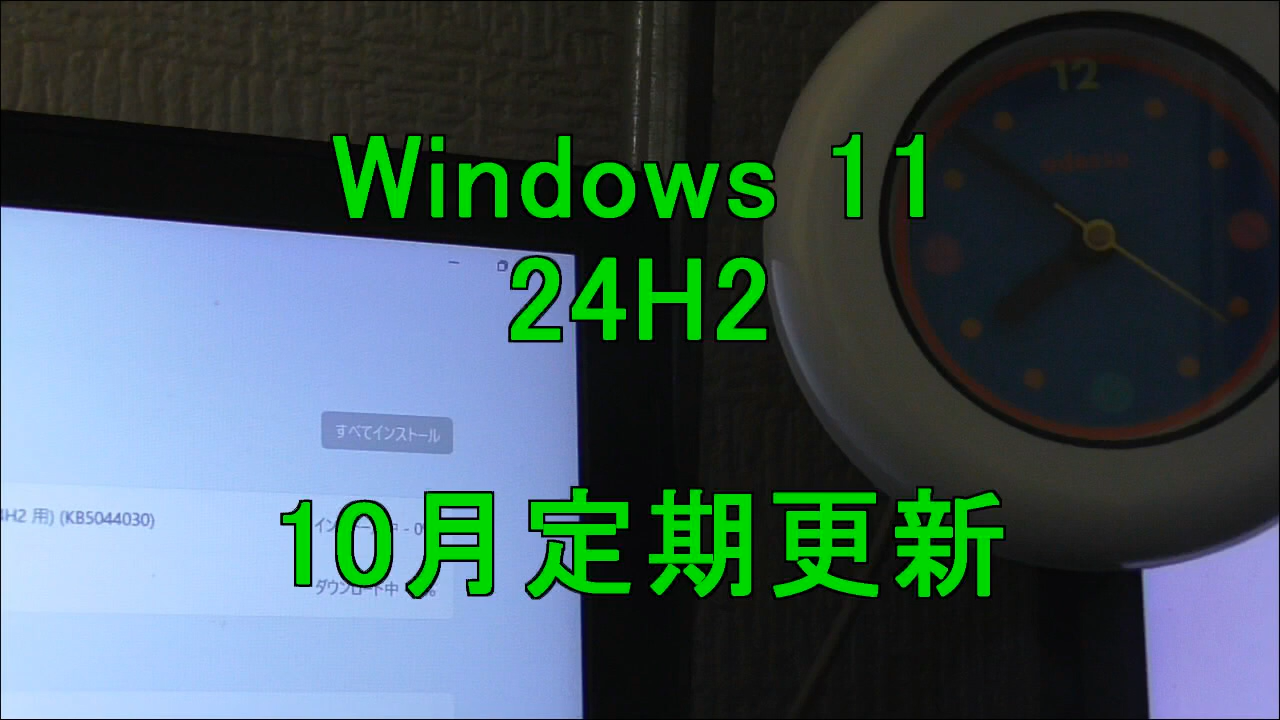 12
Windows 11
24H2
すべてインストール
4H2 用) (KB5044030)
10月定期更新
ダウンロード中